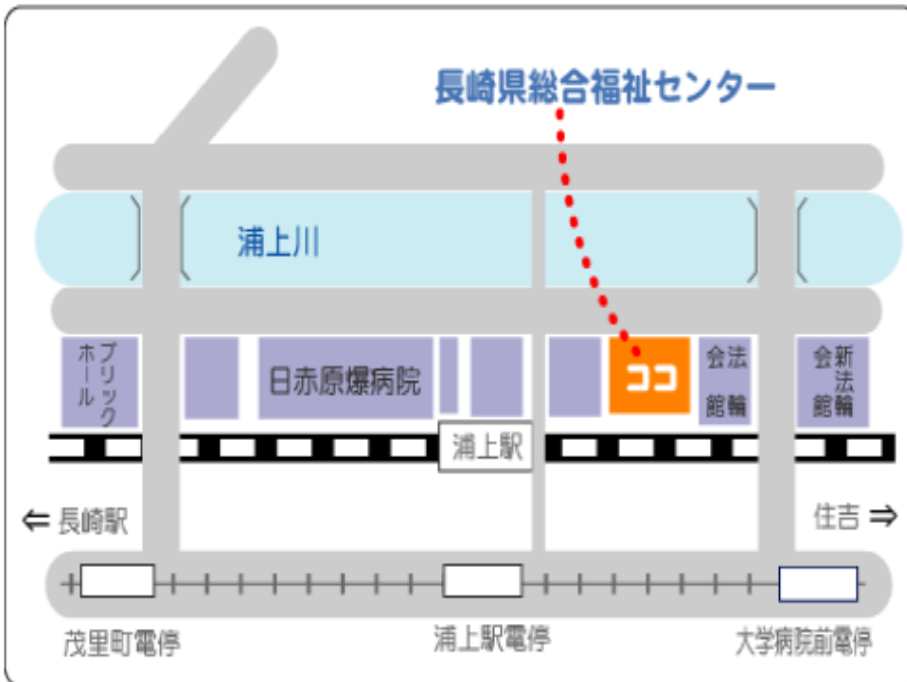 長崎県総合福祉センター
浦上川
ブリック
ホール
日赤原爆病院
ココ
法輪
会館
新法輪
会館
浦上駅
⇐ 長崎駅
住吉 ⇒
茂里町電停
浦上駅電停
大学病院前電停